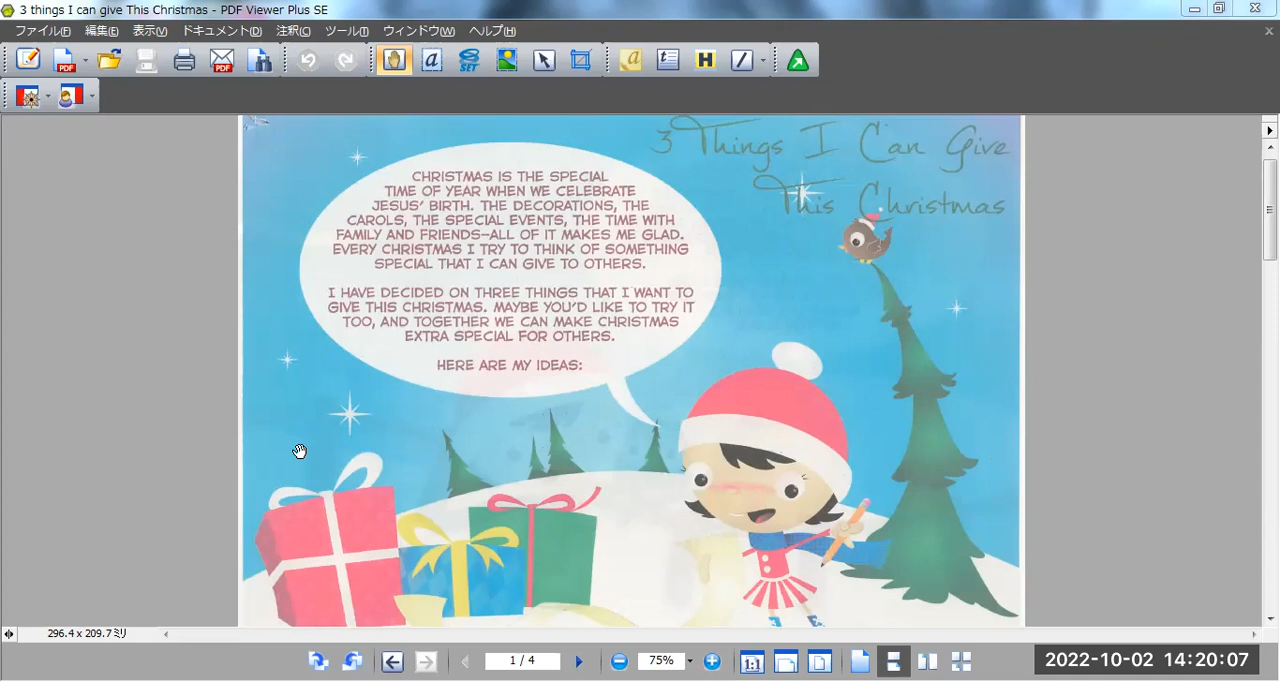 3 things I can give This Christmas - PDF Viewer Plus SE
ファイル(F) 編集(E) 表示(V) ドキュメント(D) 注釈(C) ツール(T) ウィンドウ(W) ヘルプ(H)
3 Things I Can Give
This Christmas
CHRISTMAS IS THE SPECIAL
TIME OF YEAR WHEN WE CELEBRATE
JESUS' BIRTH. THE DECORATIONS, THE
CAROLS, THE SPECIAL EVENTS, THE TIME WITH
FAMILY AND FRIENDS—ALL OF IT MAKES ME GLAD.
EVERY CHRISTMAS I TRY TO THINK OF SOMETHING
SPECIAL THAT I CAN GIVE TO OTHERS.
I HAVE DECIDED ON THREE THINGS THAT I WANT TO
GIVE THIS CHRISTMAS. MAYBE YOU'D LIKE TO TRY IT
TOO, AND TOGETHER WE CAN MAKE CHRISTMAS
EXTRA SPECIAL FOR OTHERS.
HERE ARE MY IDEAS:
296.4 x 209.7 ミリ
1 / 4
75%
1:1
2022-10-02 14:20:07